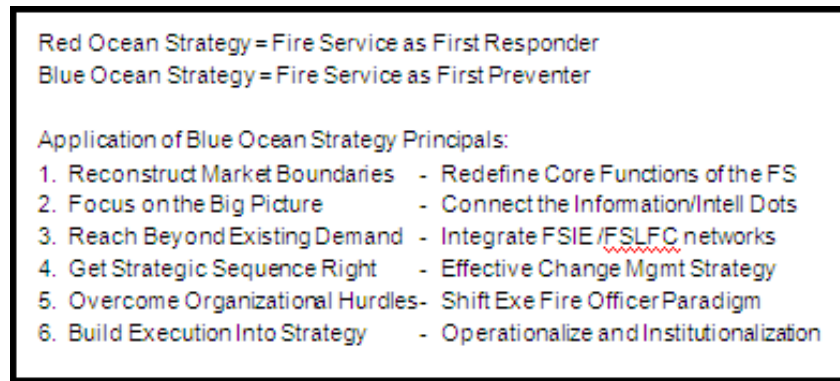 Red Ocean Strategy = Fire Service as First Responder
Blue Ocean Strategy = Fire Service as First Preventer
Application of Blue Ocean Strategy Principals:
1. Reconstruct Market Boundaries - Redefine Core Functions of the FS
2. Focus on the Big Picture - Connect the Information/Intell Dots
3. Reach Beyond Existing Demand - Integrate FSIE /FSLFC networks
4. Get Strategic Sequence Right - Effective Change Mgmt Strategy
5. Overcome Organizational Hurdles- Shift Exe Fire Officer Paradigm
6. Build Execution Into Strategy - Operationalize and Institutionalization